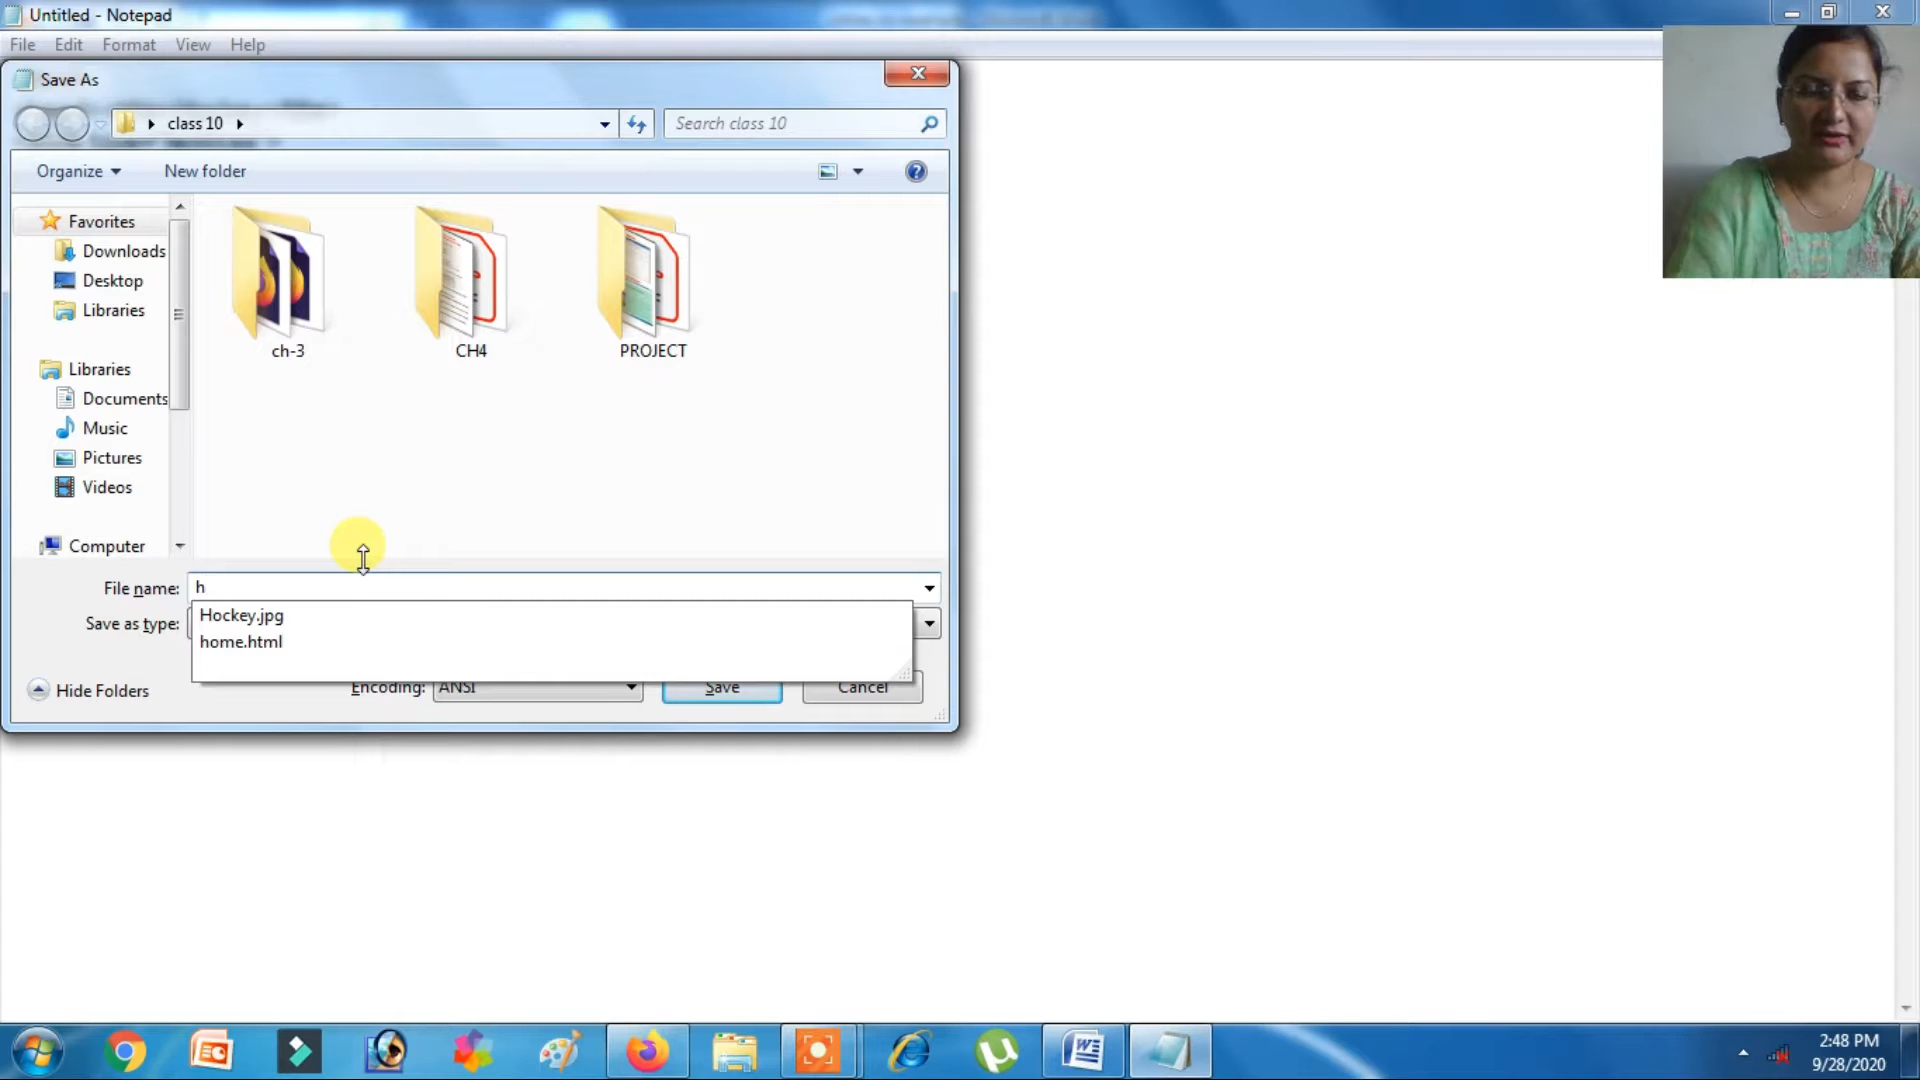 Untitled - Notepad
File Edit Format View Help
Save As
class 10
Search class 10
Organize New folder
Favorites
Downloads
Desktop
Libraries
Libraries
Documents
Music
Pictures
Videos
Computer
ch-3 CH4 PROJECT
File name: h
Hockey.jpg
home.html
Save as type:
Hide Folders Encoding: ANSI Save Cancel
2:48 PM
9/28/2020